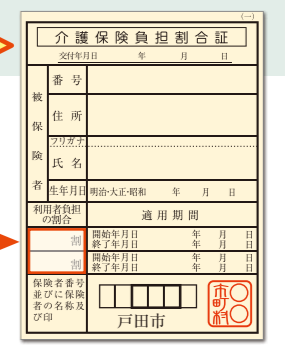 (一)
介護保険負担割合証
交付年月日 年 月 日
被保険者
番号
住所
フリガナ
氏名
生年月日 明治・大正・昭和 年 月 日
利用者負担の割合
適用期間
割 開始年月日 年 月 日
終了年月日 年 月 日
割 開始年月日 年 月 日
終了年月日 年 月 日
保険者番号
並びに保険
者の名称及
び印
戸田市
市町村